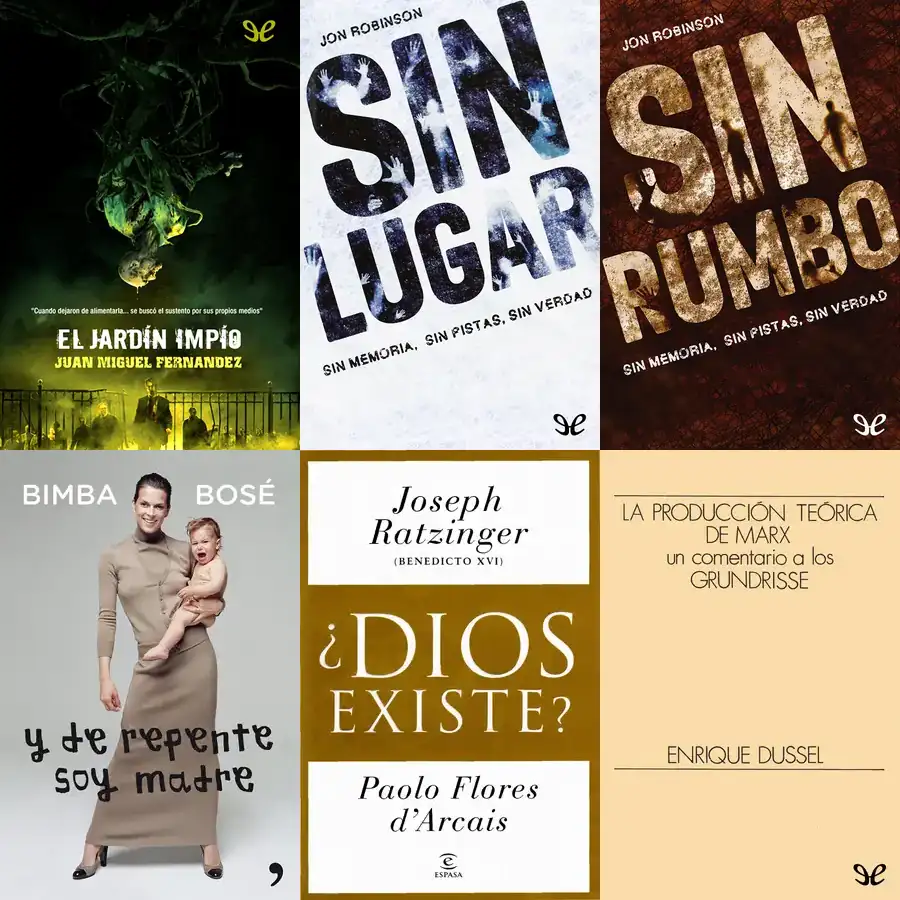 "Cuando dejaron de alimentarla... se buscó el sustento por sus propios medios"
EL JARDÍN IMPÍO
JUAN MIGUEL FERNANDEZ
JON ROBINSON
SIN
LUGAR
SIN MEMORIA, SIN PISTAS, SIN VERDAD
JON ROBINSON
SIN
RUMBO
SIN MEMORIA, SIN PISTAS, SIN VERDAD
BIMBA BOSÉ
y de repente
soy madre
Joseph
Ratzinger
(BENEDICTO XVI)
¿DIOS
EXISTE?
Paolo Flores
d'Arcais
ESPASA
LA PRODUCCIÓN TEÓRICA
DE MARX
un comentario a los
GRUNDRISSE
ENRIQUE DUSSEL